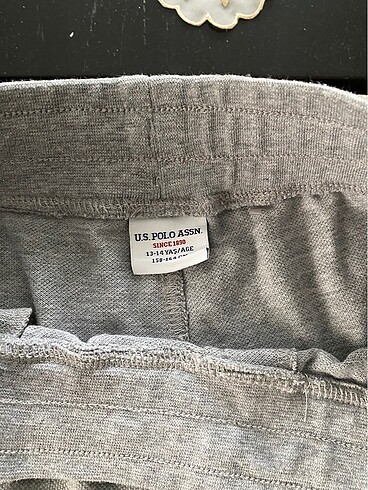 U.S. POLO ASSN.
SINCE 1890
13-14 YAŞ/AGE